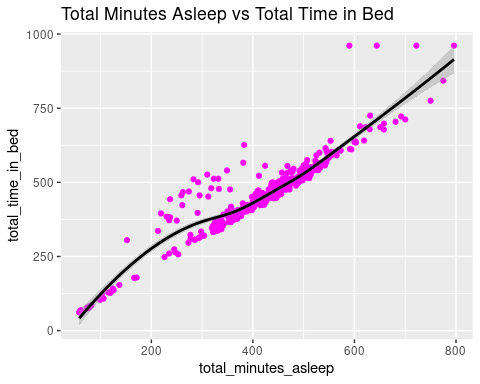 Total Minutes Asleep vs Total Time in Bed
1000
750
500
250
0
total_time_in_bed
200 400 600 800
total_minutes_asleep